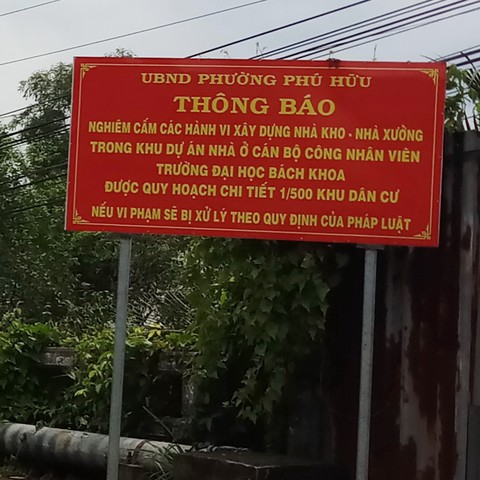 UBND PHƯỜNG PHÚ HỮU
THÔNG BÁO
NGHIÊM CẤM CÁC HÀNH VI XÂY DỰNG NHÀ KHO - NHÀ XƯỞNG
TRONG KHU DỰ ÁN NHÀ Ở CÁN BỘ CÔNG NHÂN VIÊN
TRƯỜNG ĐẠI HỌC BÁCH KHOA
ĐƯỢC QUY HOẠCH CHI TIẾT 1/500 KHU DÂN CƯ
NẾU VI PHẠM SẼ BỊ XỬ LÝ THEO QUY ĐỊNH CỦA PHÁP LUẬT